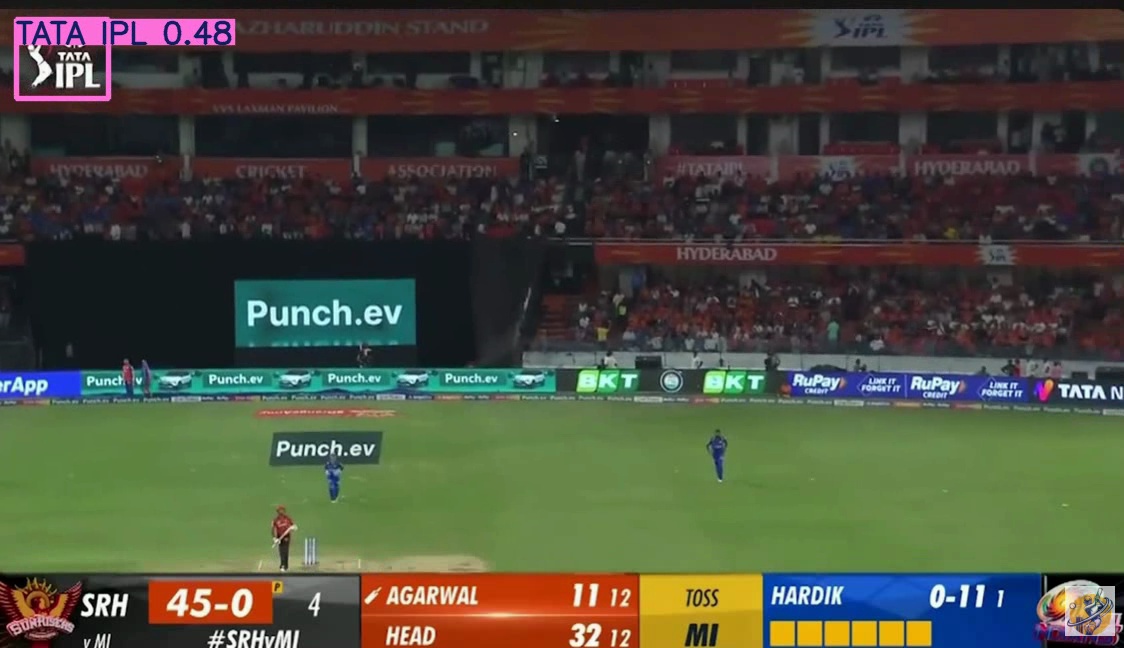 TATA IPL 0.48
AZHARUDDIN STAND
IPL
TATA
IPL
VVS LAXMAN PAVILION
HYDERABAD CRICKET ASSOCIATION #TATAIPL HYDERABAD
HYDERABAD
Punch.ev
erApp Punch Punch.ev Punch.ev Punch.ev BKT BKT RuPay CREDIT LINK IT FORGET IT RuPay CREDIT LINK IT FORGET IT TATA N
Punch.ev
SRH 45-0 P 4 AGARWAL 11 12 TOSS HARDIK 0-11 1
SUNRISERS v MI #SRHvMI HEAD 32 12 MI